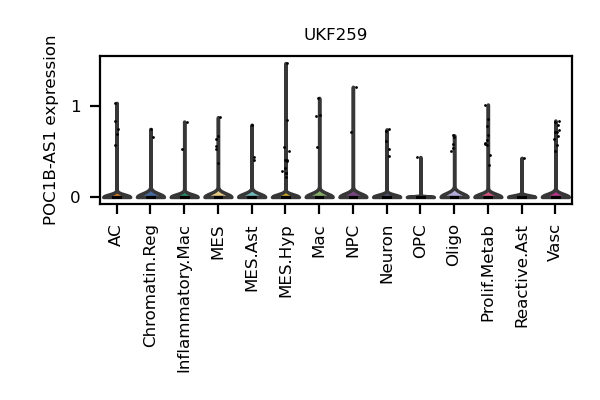 UKF259
POC1B-AS1 expression
1
0
AC
Chromatin.Reg
Inflammatory.Mac
MES
MES.Ast
MES.Hyp
Mac
NPC
Neuron
OPC
Oligo
Prolif.Metab
Reactive.Ast
Vasc